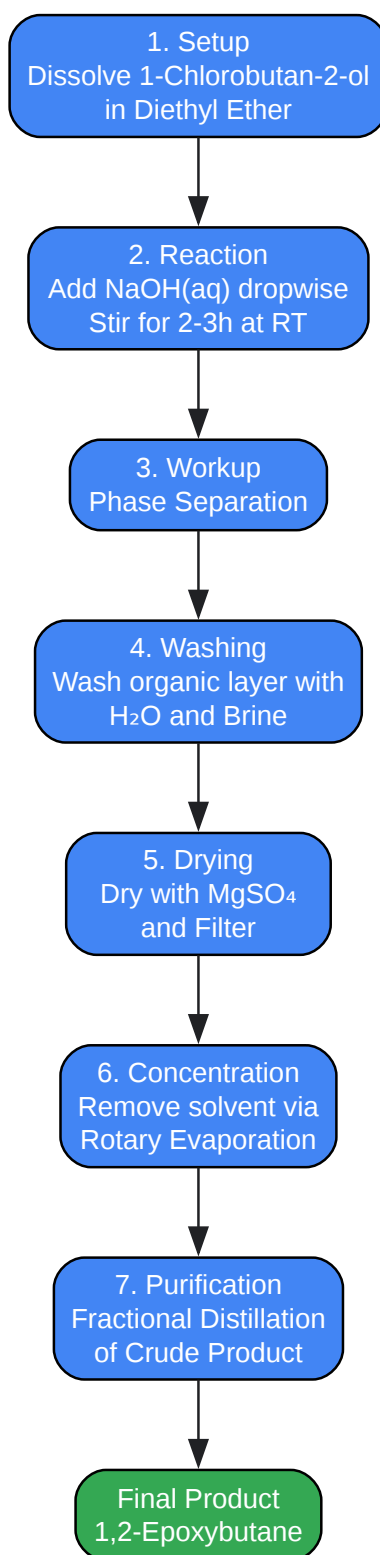 1. Setup
Dissolve 1-Chlorobutan-2-ol
in Diethyl Ether
2. Reaction
Add NaOH(aq) dropwise
Stir for 2-3h at RT
3. Workup
Phase Separation
4. Washing
Wash organic layer with
H₂O and Brine
5. Drying
Dry with MgSO₄
and Filter
6. Concentration
Remove solvent via
Rotary Evaporation
7. Purification
Fractional Distillation
of Crude Product
Final Product
1,2-Epoxybutane